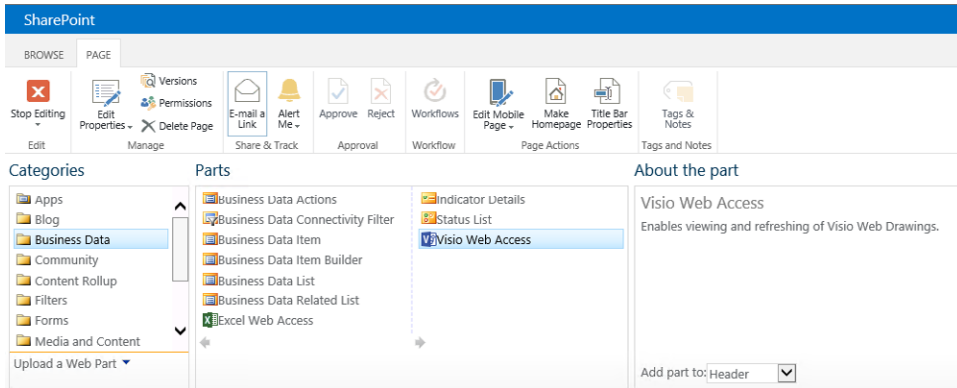 SharePoint
BROWSE PAGE
Stop Editing
Edit Properties
Versions
Permissions
Delete Page
E-mail a Link
Alert Me
Approve
Reject
Workflows
Edit Mobile Page
Make Homepage
Title Bar Properties
Tags & Notes
Edit
Manage
Share & Track
Approval
Workflow
Page Actions
Tags and Notes
Categories
Apps
Blog
Business Data
Community
Content Rollup
Filters
Forms
Media and Content
Upload a Web Part
Parts
Business Data Actions
Business Data Connectivity Filter
Business Data Item
Business Data Item Builder
Business Data List
Business Data Related List
Excel Web Access
Indicator Details
Status List
Visio Web Access
About the part
Visio Web Access
Enables viewing and refreshing of Visio Web Drawings.
Add part to: Header